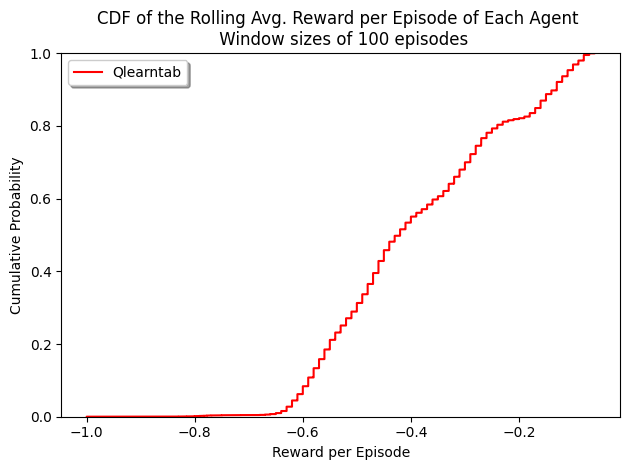 CDF of the Rolling Avg. Reward per Episode of Each Agent
Window sizes of 100 episodes
Qlearntab
Cumulative Probability
1.0
0.8
0.6
0.4
0.2
0.0
−1.0 −0.8 −0.6 −0.4 −0.2
Reward per Episode